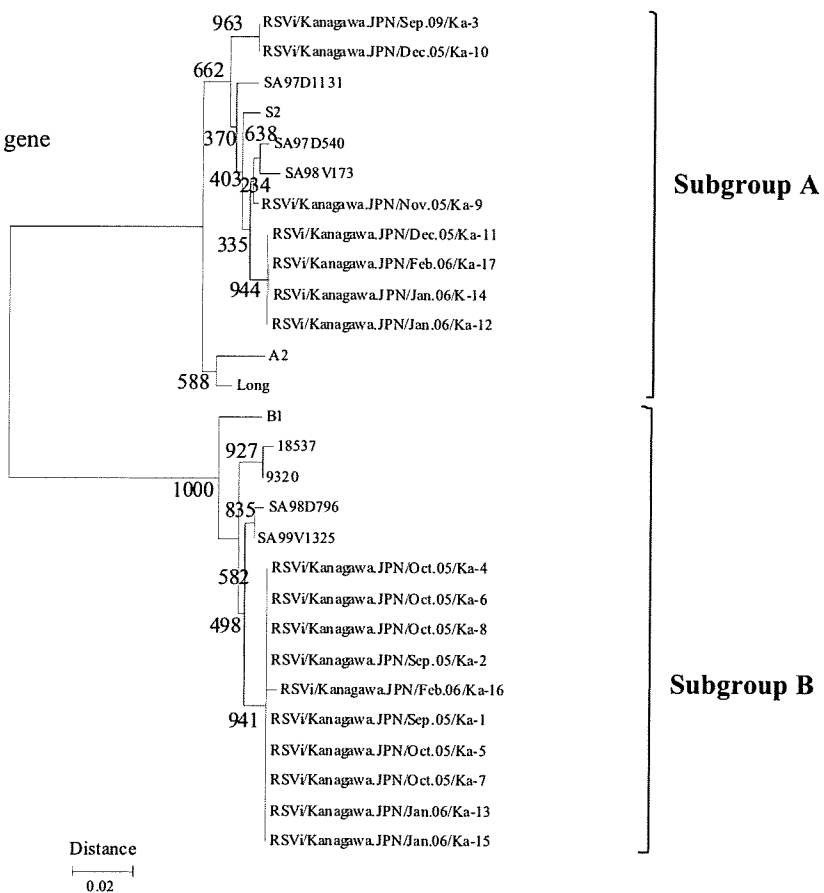 963
RSVi/Kanagawa.JPN/Sep.09/Ka-3
RSVi/Kanagawa.JPN/Dec.05/Ka-10
662
SA97D1131
S2
gene
370
638
SA97D540
403
234
SA98V173
Subgroup A
RSVi/Kanagawa.JPN/Nov.05/Ka-9
RSVi/Kanagawa.JPN/Dec.05/Ka-11
335
RSVi/Kanagawa.JPN/Feb.06/Ka-17
944
RSVi/Kanagawa.JPN/Jan.06/K-14
RSVi/Kanagawa.JPN/Jan.06/Ka-12
A2
588
Long
B1
927
18537
9320
1000
835
SA98D796
SA99V1325
582
RSVi/Kanagawa.JPN/Oct.05/Ka-4
RSVi/Kanagawa.JPN/Oct.05/Ka-6
498
RSVi/Kanagawa.JPN/Oct.05/Ka-8
RSVi/Kanagawa.JPN/Sep.05/Ka-2
RSVi/Kanagawa.JPN/Feb.06/Ka-16
Subgroup B
941
RSVi/Kanagawa.JPN/Sep.05/Ka-1
RSVi/Kanagawa.JPN/Oct.05/Ka-5
RSVi/Kanagawa.JPN/Oct.05/Ka-7
RSVi/Kanagawa.JPN/Jan.06/Ka-13
RSVi/Kanagawa.JPN/Jan.06/Ka-15
Distance
0.02